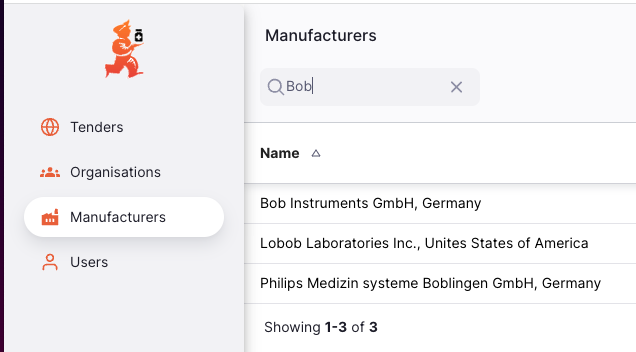 Manufacturers
Bob
Tenders
Organisations
Manufacturers
Users
Name
Bob Instruments GmbH, Germany
Lobob Laboratories Inc., Unites States of America
Philips Medizin systeme Boblingen GmbH, Germany
Showing 1-3 of 3